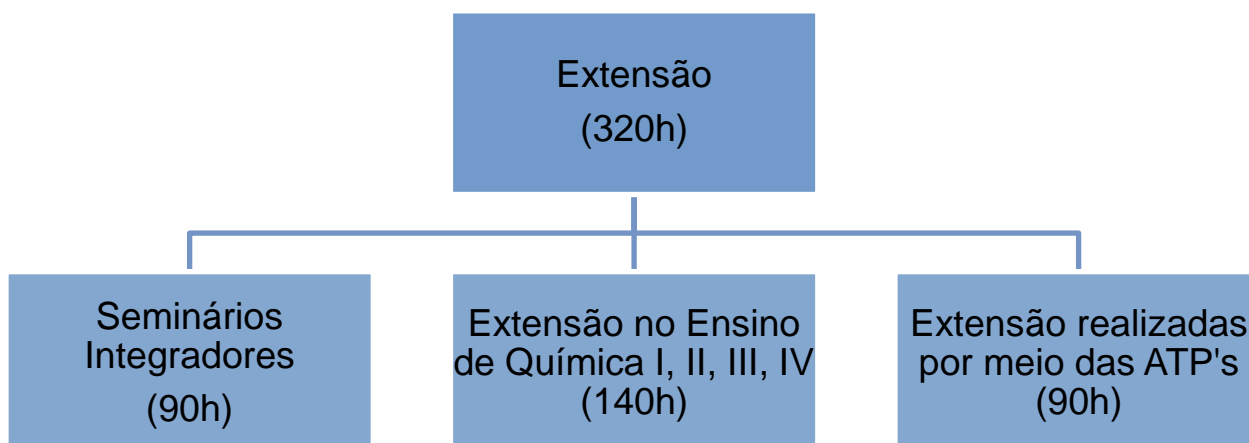 Extensão
(320h)
Seminários
Integradores
(90h)
Extensão no Ensino
de Química I, II, III, IV
(140h)
Extensão realizadas
por meio das ATP's
(90h)